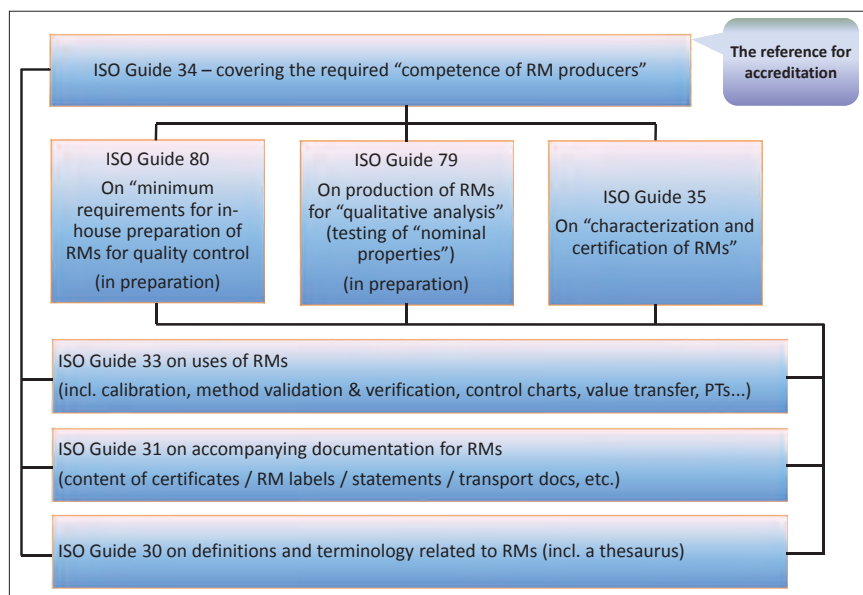 The reference for
accreditation
ISO Guide 34 – covering the required “competence of RM producers”
ISO Guide 80
On “minimum
requirements for in-
house preparation of
RMs for quality control
(in preparation)
ISO Guide 79
On production of RMs
for “qualitative analysis”
(testing of “nominal
properties”)
(in preparation)
ISO Guide 35
On “characterization and
certification of RMs”
ISO Guide 33 on uses of RMs
(incl. calibration, method validation & verification, control charts, value transfer, PTs...)
ISO Guide 31 on accompanying documentation for RMs
(content of certificates / RM labels / statements / transport docs, etc.)
ISO Guide 30 on definitions and terminology related to RMs (incl. a thesaurus)